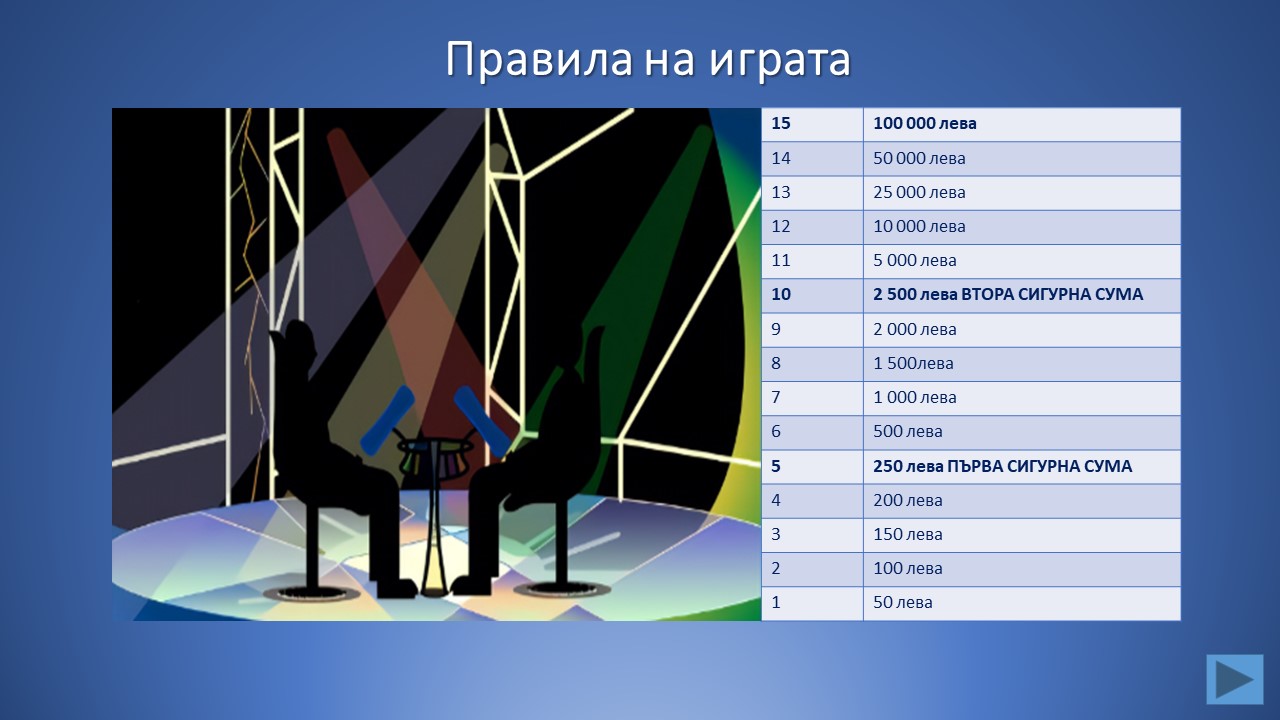 Правила на играта
15 100 000 лева
14 50 000 лева
13 25 000 лева
12 10 000 лева
11 5 000 лева
10 2 500 лева ВТОРА СИГУРНА СУМА
9 2 000 лева
8 1 500лева
7 1 000 лева
6 500 лева
5 250 лева ПЪРВА СИГУРНА СУМА
4 200 лева
3 150 лева
2 100 лева
1 50 лева